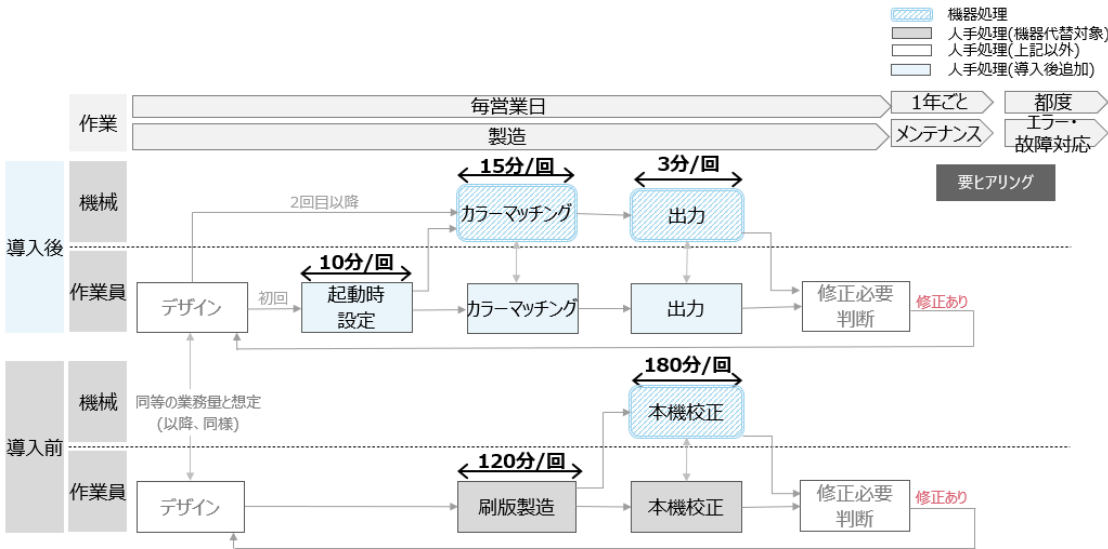 機器処理
人手処理(機器代替対象)
人手処理(上記以外)
人手処理(導入後追加)
作業
毎営業日
1年ごと
都度
製造
メンテナンス
エラー・
故障対応
導入後
機械
15分/回
3分/回
要ヒアリング
2回目以降
カラーマッチング
出力
作業員
10分/回
デザイン
初回
起動時
設定
カラーマッチング
出力
修正必要
判断
修正あり
導入前
機械
同等の業務量と想定
(以降、同様)
180分/回
本機校正
作業員
120分/回
デザイン
刷版製造
本機校正
修正必要
判断
修正あり